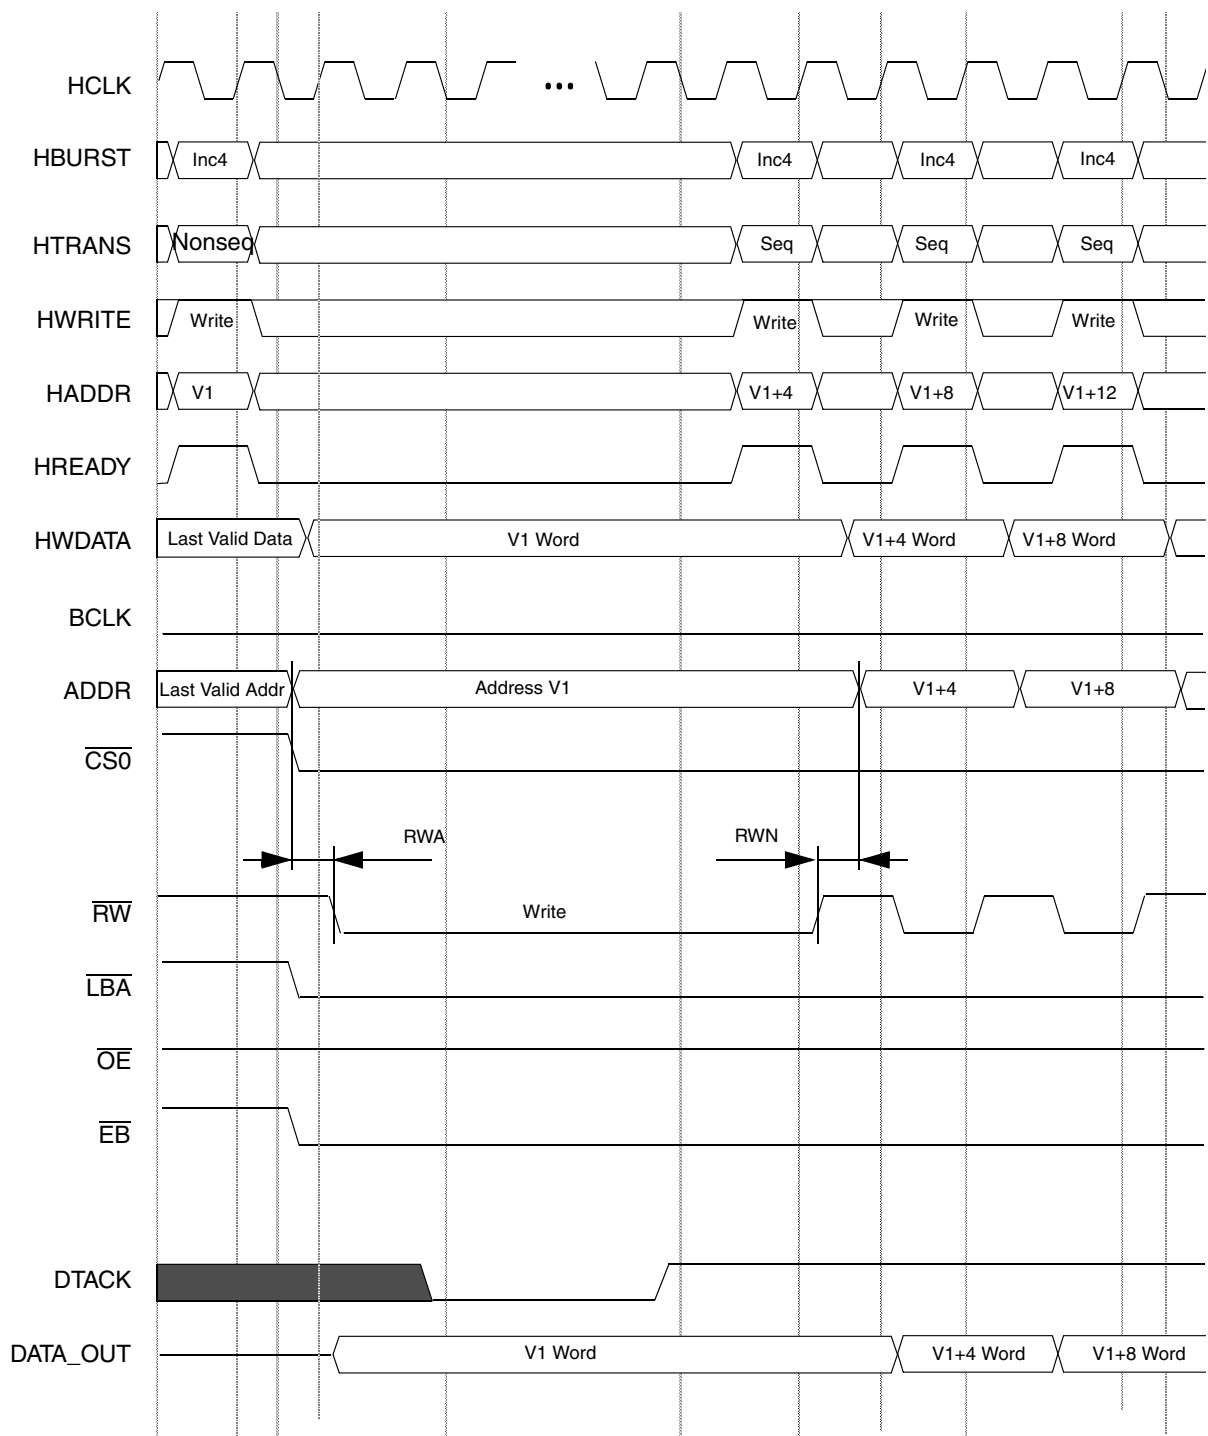 HCLK ...
HBURST Inc4 Inc4 Inc4 Inc4
HTRANS Nonseq Seq Seq Seq
HWRITE Write Write Write Write
HADDR V1 V1+4 V1+8 V1+12
HREADY
HWDATA Last Valid Data V1 Word V1+4 Word V1+8 Word
BCLK
ADDR Last Valid Addr Address V1 V1+4 V1+8
CS0
RWA RWN
RW Write
LBA
OE
EB
DTACK
DATA_OUT V1 Word V1+4 Word V1+8 Word